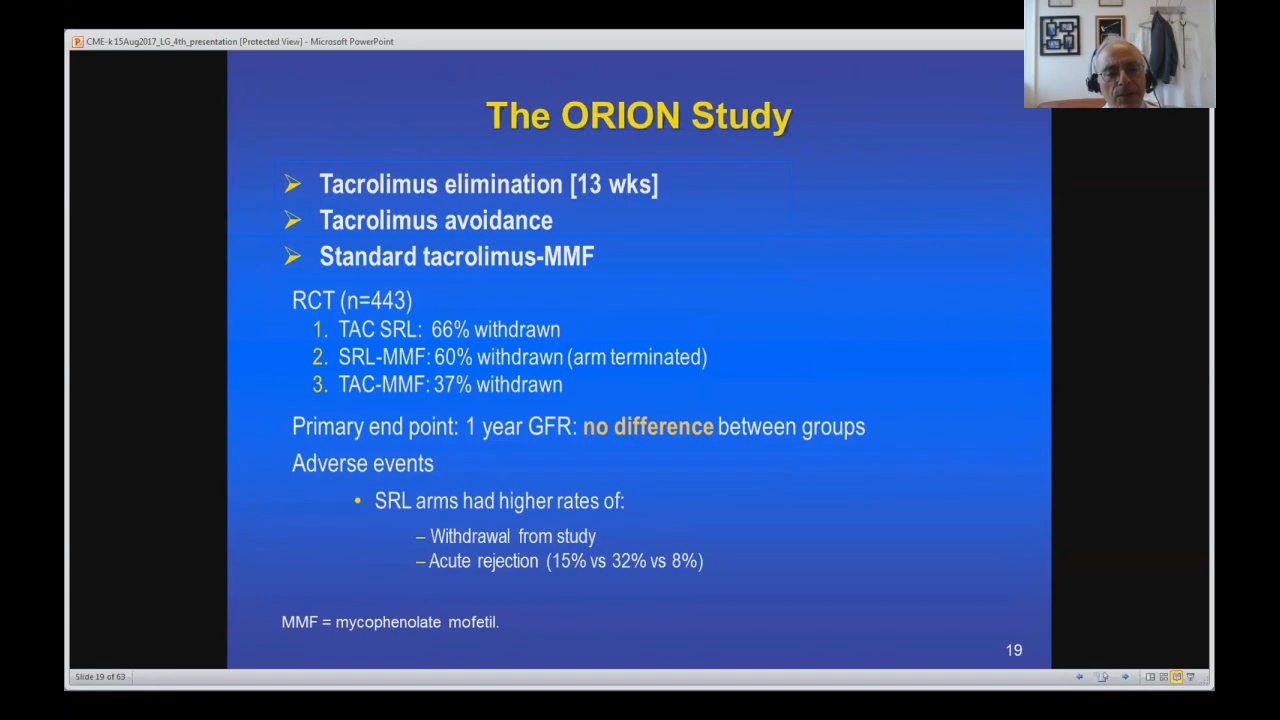 CME-k 15Aug2017_LG_4th_presentation [Protected View] - Microsoft PowerPoint
The ORION Study
Tacrolimus elimination [13 wks]
Tacrolimus avoidance
Standard tacrolimus-MMF
RCT (n=443)
1. TAC SRL: 66% withdrawn
2. SRL-MMF: 60% withdrawn (arm terminated)
3. TAC-MMF: 37% withdrawn
Primary end point: 1 year GFR: no difference between groups
Adverse events
• SRL arms had higher rates of:
– Withdrawal from study
– Acute rejection (15% vs 32% vs 8%)
MMF = mycophenolate mofetil.
19
Slide 19 of 63